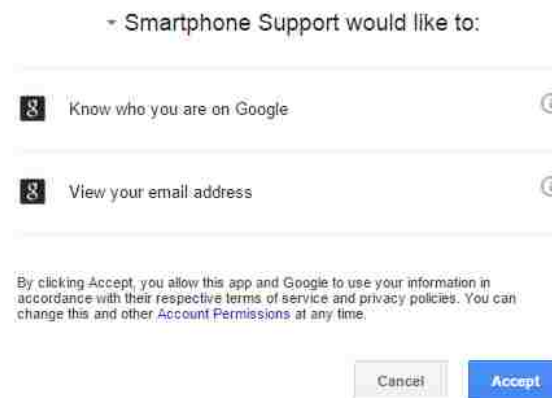 Smartphone Support would like to:
8 Know who you are on Google
8 View your email address
By clicking Accept, you allow this app and Google to use your information in
accordance with their respective terms of service and privacy policies. You can
change this and other Account Permissions at any time.
Cancel Accept